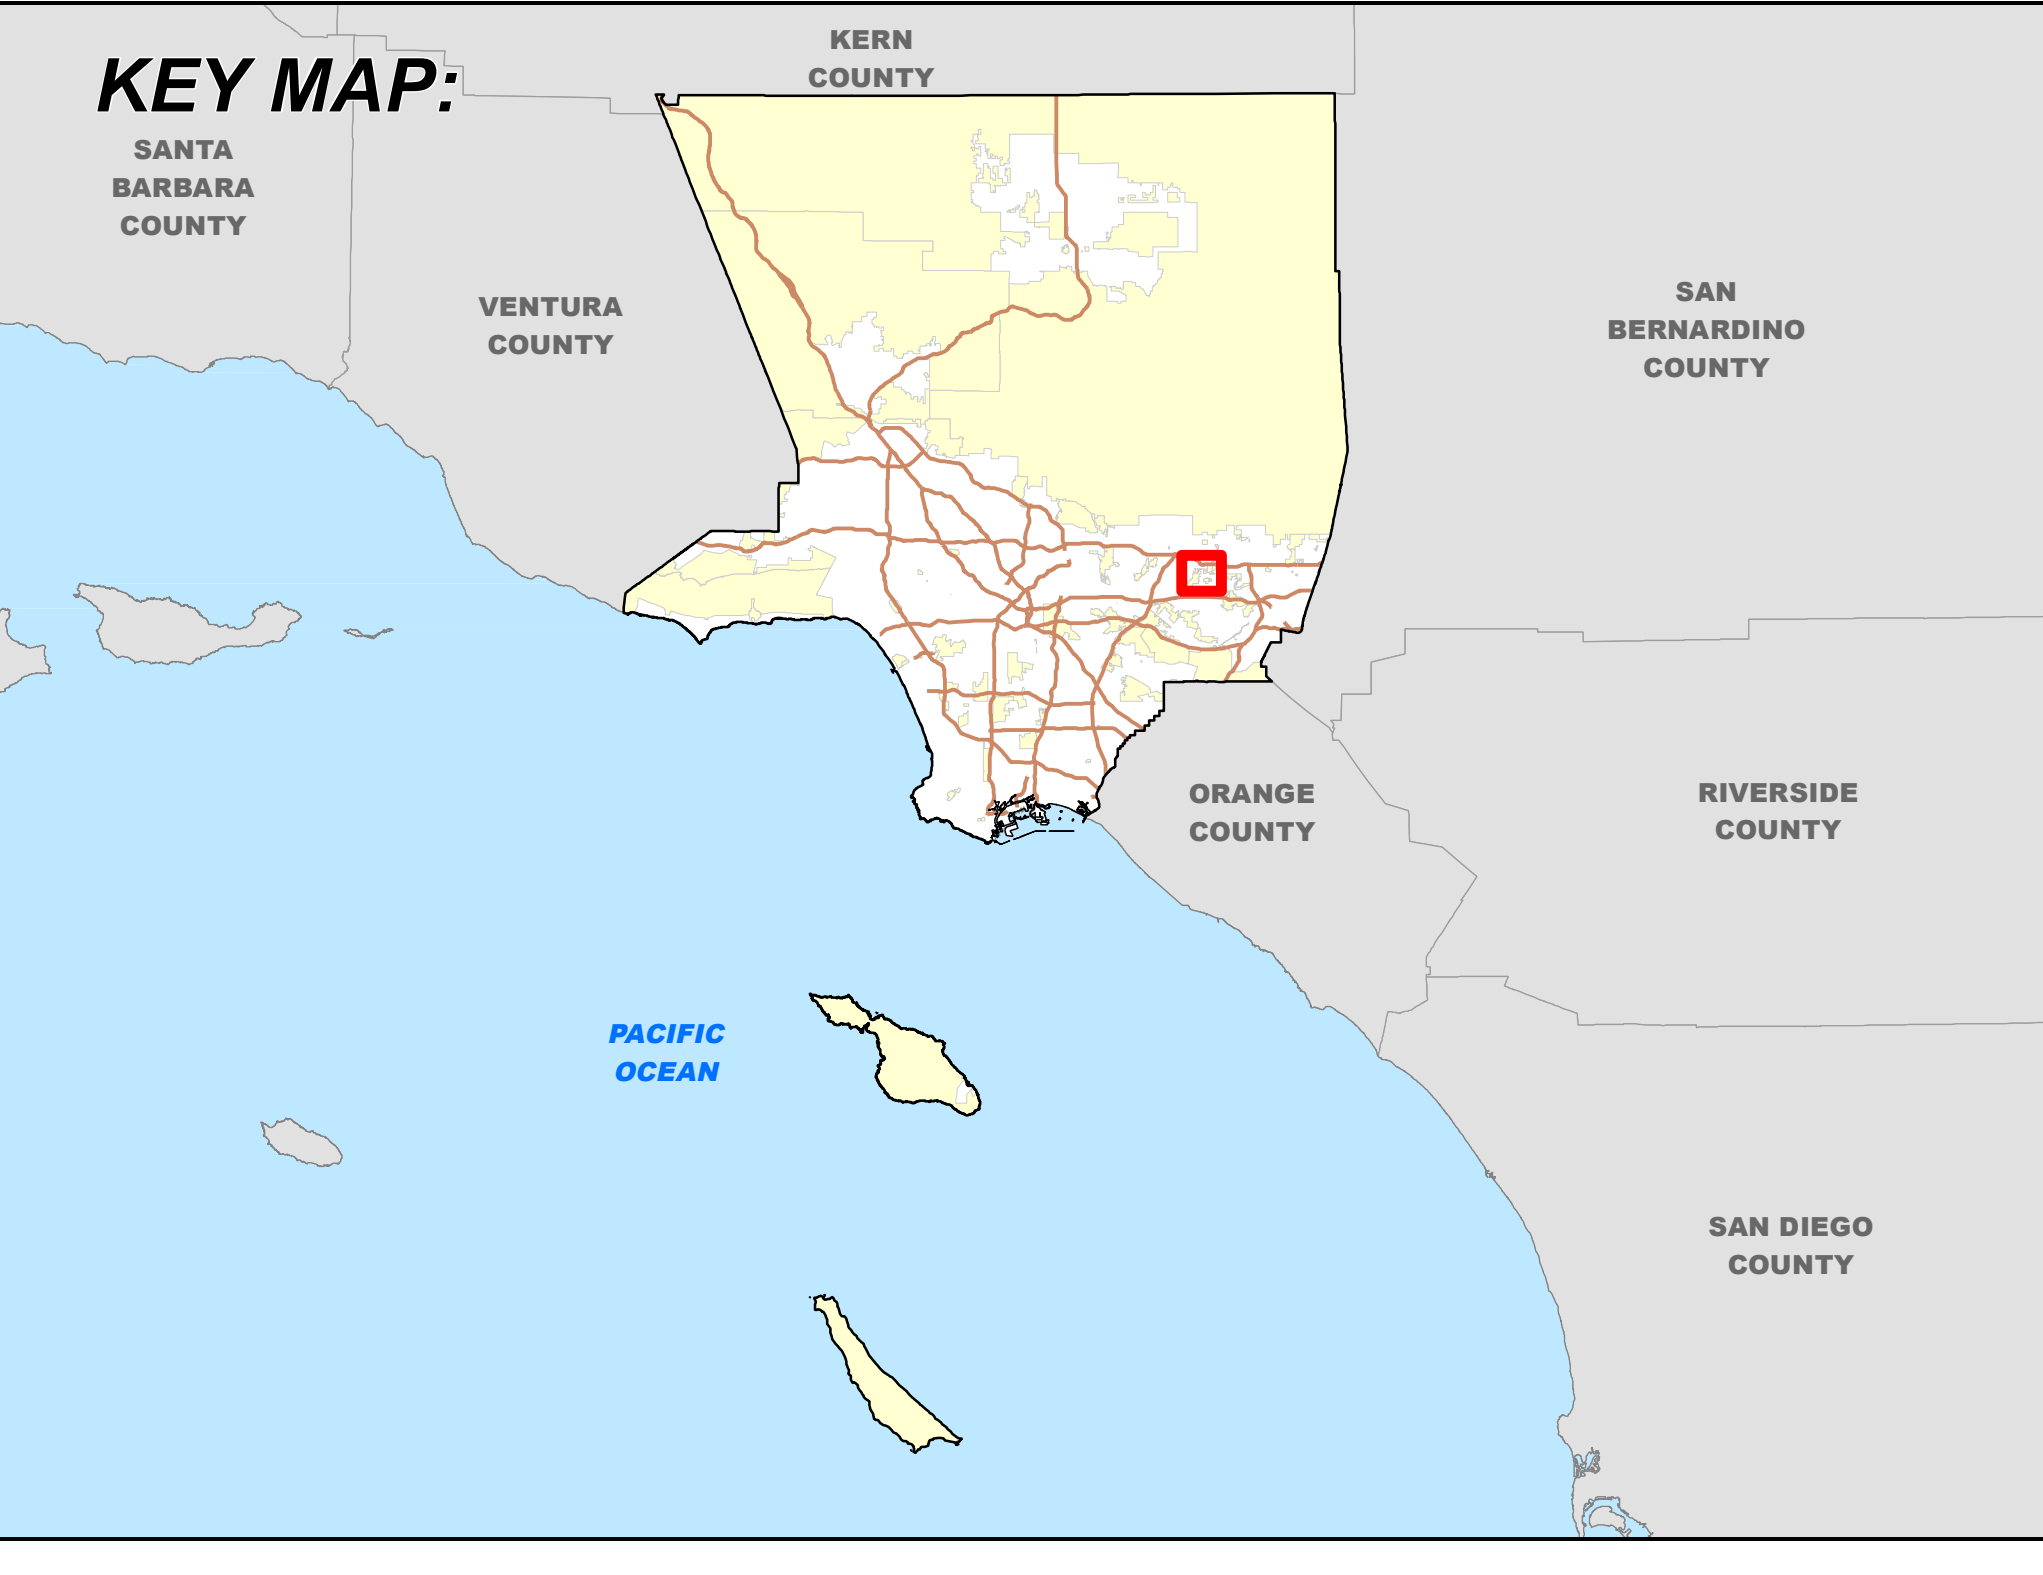 KERN
COUNTY
KEY MAP:
SANTA
BARBARA
COUNTY
VENTURA
COUNTY
SAN
BERNARDINO
COUNTY
ORANGE
COUNTY
RIVERSIDE
COUNTY
PACIFIC
OCEAN
SAN DIEGO
COUNTY